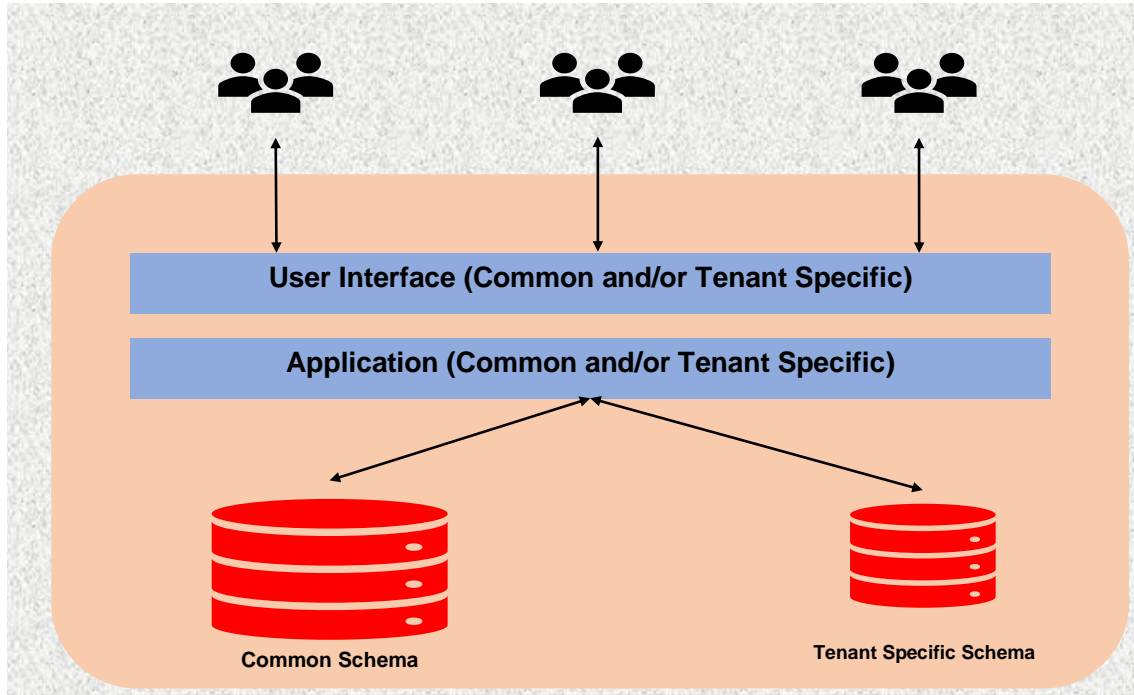 User Interface (Common and/or Tenant Specific)
Application (Common and/or Tenant Specific)
Common Schema
Tenant Specific Schema